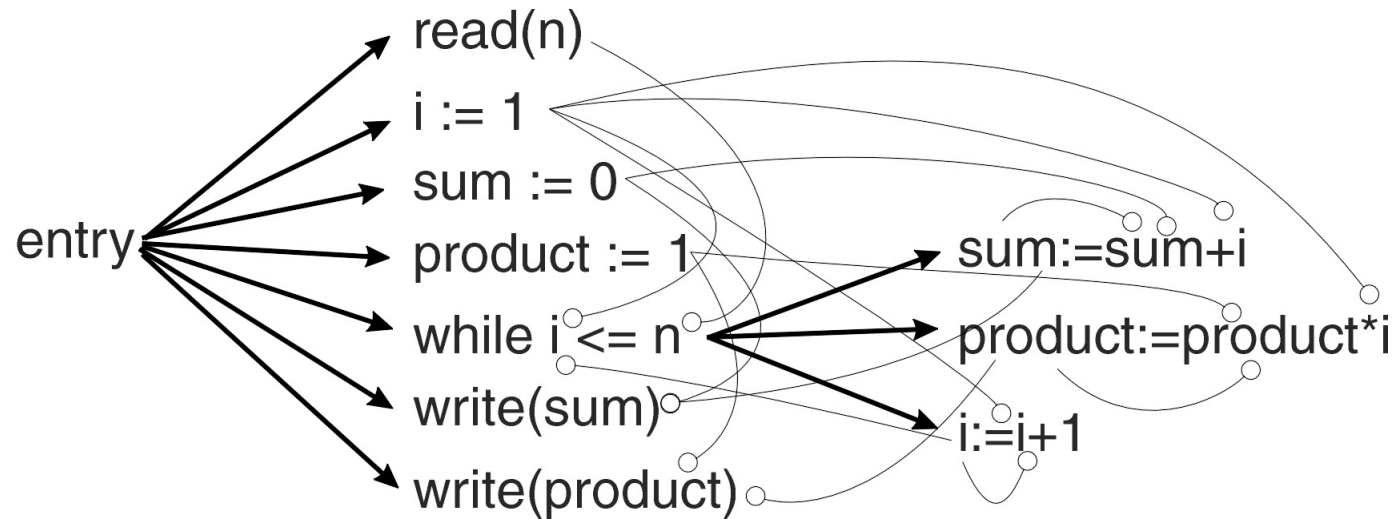 read(n)
i := 1
sum := 0
entry
product := 1
sum:=sum+i
while i <= n
product:=product*i
write(sum)
i:=i+1
write(product)